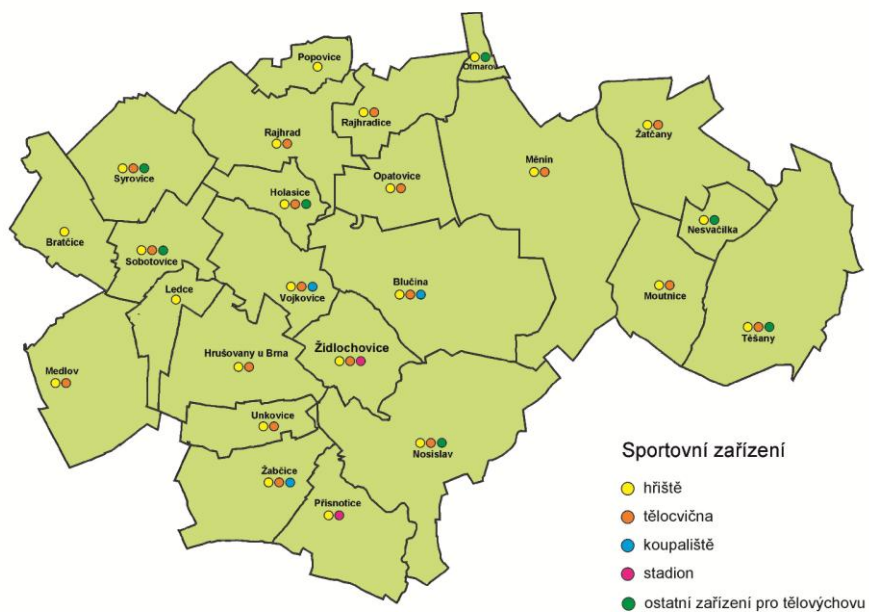 Popovice
Otmarov
Rajhradice
Rajhrad
Žatčany
Měnín
Syrovice
Opatovice
Holasice
Nesvačilka
Bratčice
Sobotovice
Ledce
Vojkovice
Blučina
Moutnice
Židlochovice
Těšany
Hrušovany u Brna
Medlov
Unkovice
Nosislav
Žabčice
Přísnotice
Sportovní zařízení
hřiště
tělocvična
koupaliště
stadion
ostatní zařízení pro tělovýchovu